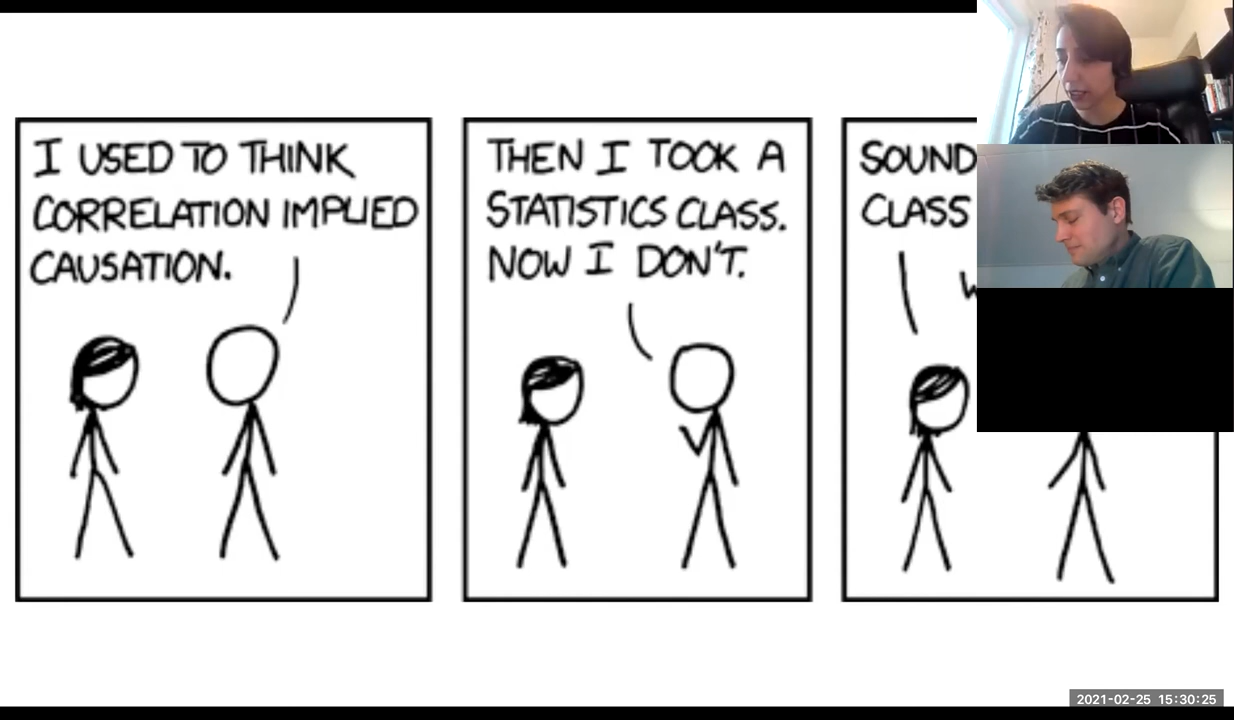 I USED TO THINK
CORRELATION IMPLIED
CAUSATION.
THEN I TOOK A
STATISTICS CLASS.
NOW I DON'T.
SOUND
CLASS
2021-02-25 15:30:25